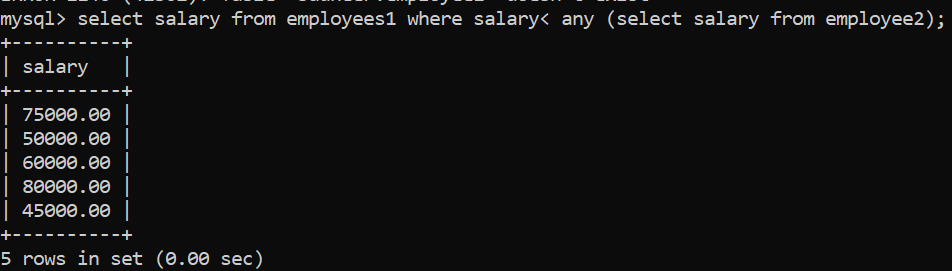 mysql> select salary from employees1 where salary< any (select salary from employee2);
+----------+
| salary   |
+----------+
| 75000.00 |
| 50000.00 |
| 60000.00 |
| 80000.00 |
| 45000.00 |
+----------+
5 rows in set (0.00 sec)